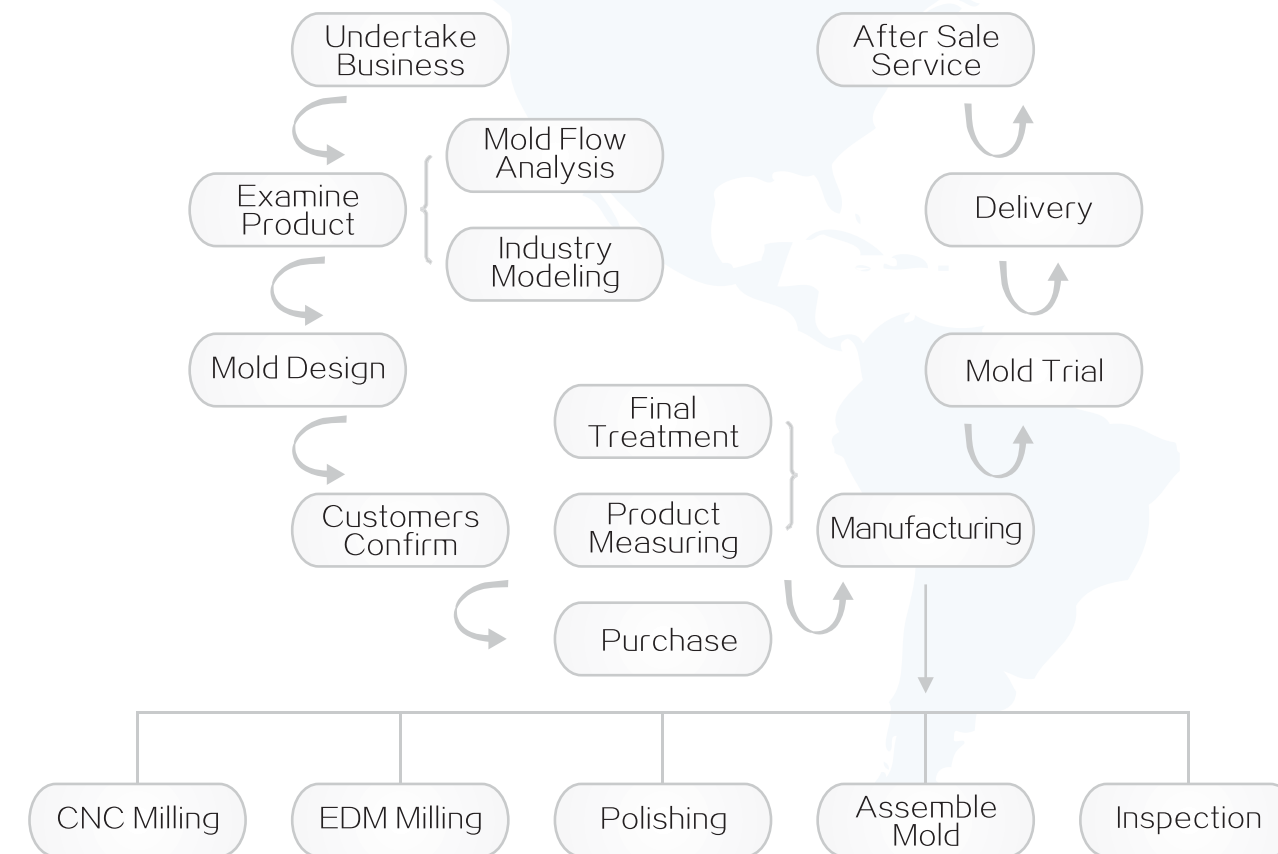 Undertake
Business
After Sale
Service
Mold Flow
Analysis
Examine
Product
Delivery
Industry
Modeling
Mold Design
Mold Trial
Final
Treatment
Customers
Confirm
Product
Measuring
Manufacturing
Purchase
CNC Milling
EDM Milling
Polishing
Assemble
Mold
Inspection